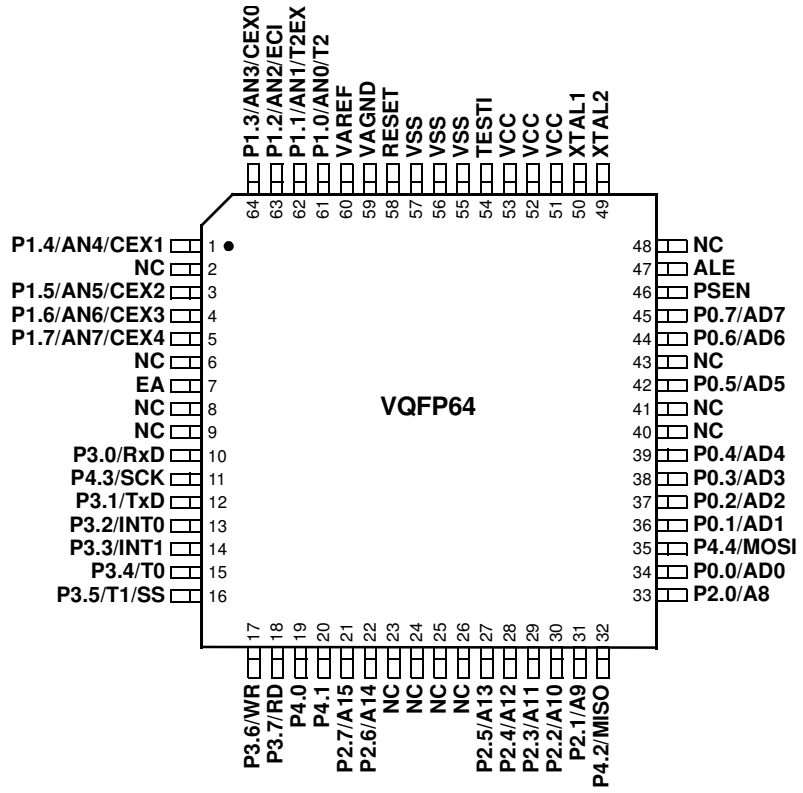 P1.3/AN3/CEX0
P1.2/AN2/ECI
P1.1/AN1/T2EX
P1.0/AN0/T2
VAREF
VAGND
RESET
VSS
VSS
VSS
TESTI
VCC
VCC
VCC
XTAL1
XTAL2
64
63
62
61
60
59
58
57
56
55
54
53
52
51
50
49
P1.4/AN4/CEX1 1
NC 2
P1.5/AN5/CEX2 3
P1.6/AN6/CEX3 4
P1.7/AN7/CEX4 5
NC 6
EA 7
NC 8
NC 9
P3.0/RxD 10
P4.3/SCK 11
P3.1/TxD 12
P3.2/INT0 13
P3.3/INT1 14
P3.4/T0 15
P3.5/T1/SS 16
VQFP64
48 NC
47 ALE
46 PSEN
45 P0.7/AD7
44 P0.6/AD6
43 NC
42 P0.5/AD5
41 NC
40 NC
39 P0.4/AD4
38 P0.3/AD3
37 P0.2/AD2
36 P0.1/AD1
35 P4.4/MOSI
34 P0.0/AD0
33 P2.0/A8
17
18
19
20
21
22
23
24
25
26
27
28
29
30
31
32
P3.6/WR
P3.7/RD
P4.0
P4.1
P2.7/A15
P2.6/A14
NC
NC
NC
NC
P2.5/A13
P2.4/A12
P2.3/A11
P2.2/A10
P2.1/A9
P4.2/MISO